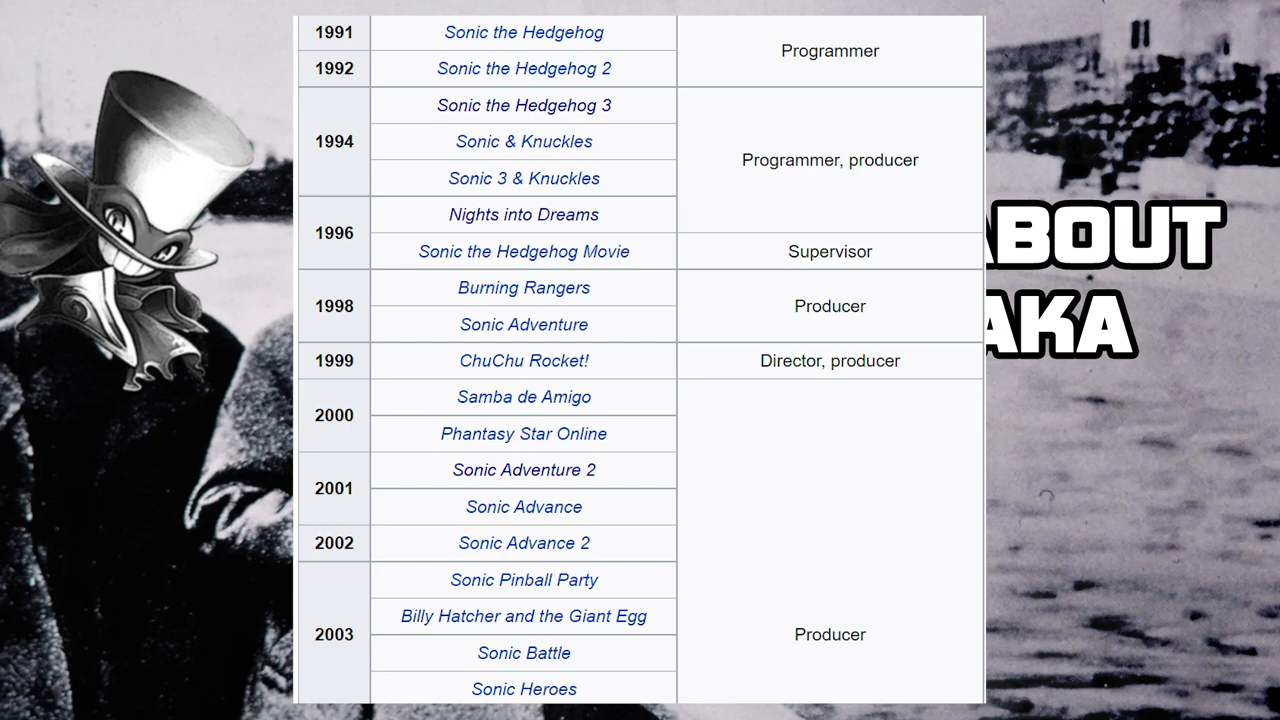 1991
Sonic the Hedgehog
Programmer
1992
Sonic the Hedgehog 2
1994
Sonic the Hedgehog 3
Programmer, producer
Sonic & Knuckles
Sonic 3 & Knuckles
1996
Nights into Dreams
Sonic the Hedgehog Movie
Supervisor
1998
Burning Rangers
Producer
Sonic Adventure
1999
ChuChu Rocket!
Director, producer
2000
Samba de Amigo
Phantasy Star Online
2001
Sonic Adventure 2
Sonic Advance
2002
Sonic Advance 2
2003
Sonic Pinball Party
Billy Hatcher and the Giant Egg
Producer
Sonic Battle
Sonic Heroes
ABOUT
AKA